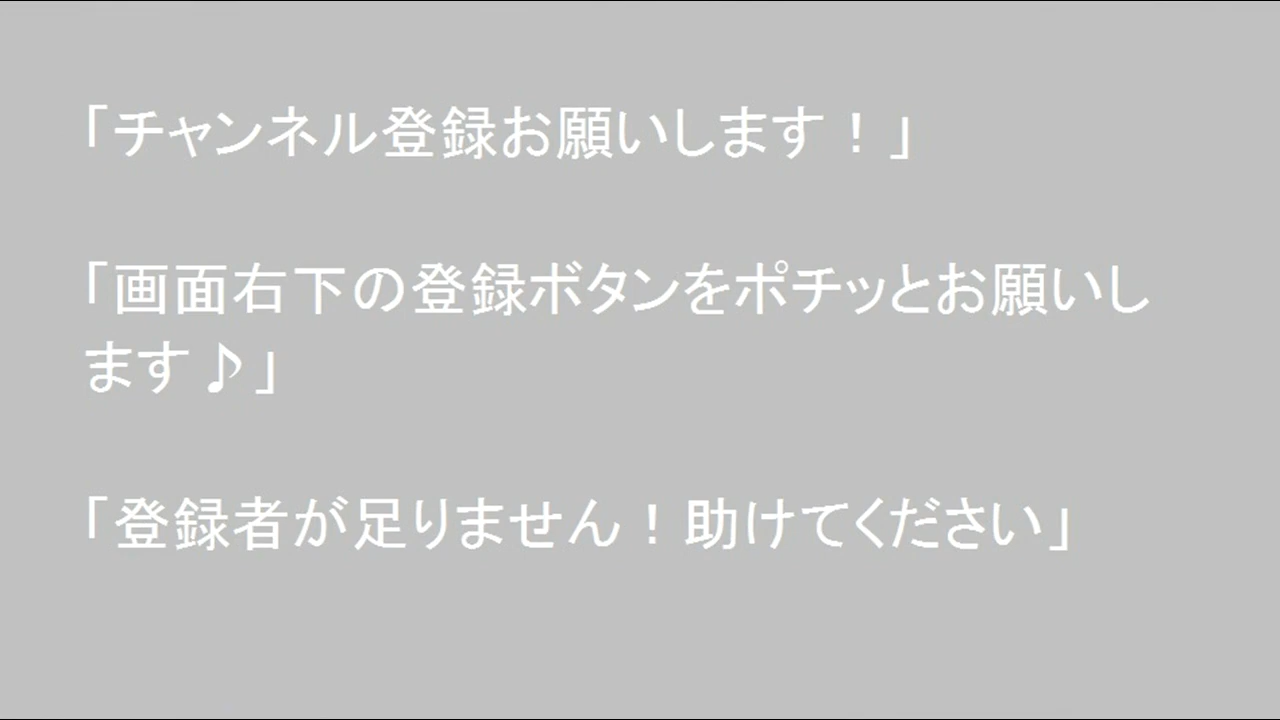 「チャンネル登録お願いします！」
「画面右下の登録ボタンをポチッとお願いし
ます♪」
「登録者が足りません！助けてください」